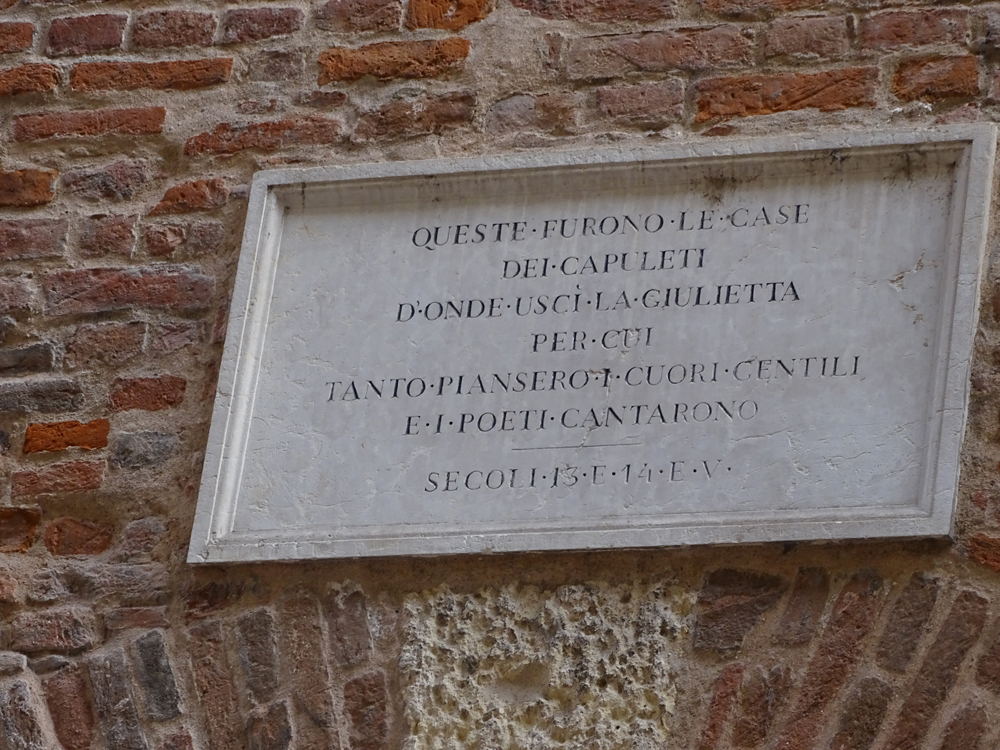 QUESTE·FURONO·LE·CASE
DEI·CAPULETI
D'ONDE·USCÌ·LA·GIULIETTA
PER·CUI
TANTO·PIANSERO·I·CUORI·GENTILI
E·I·POETI·CANTARONO
SECOLI·13·E·14·E·V·